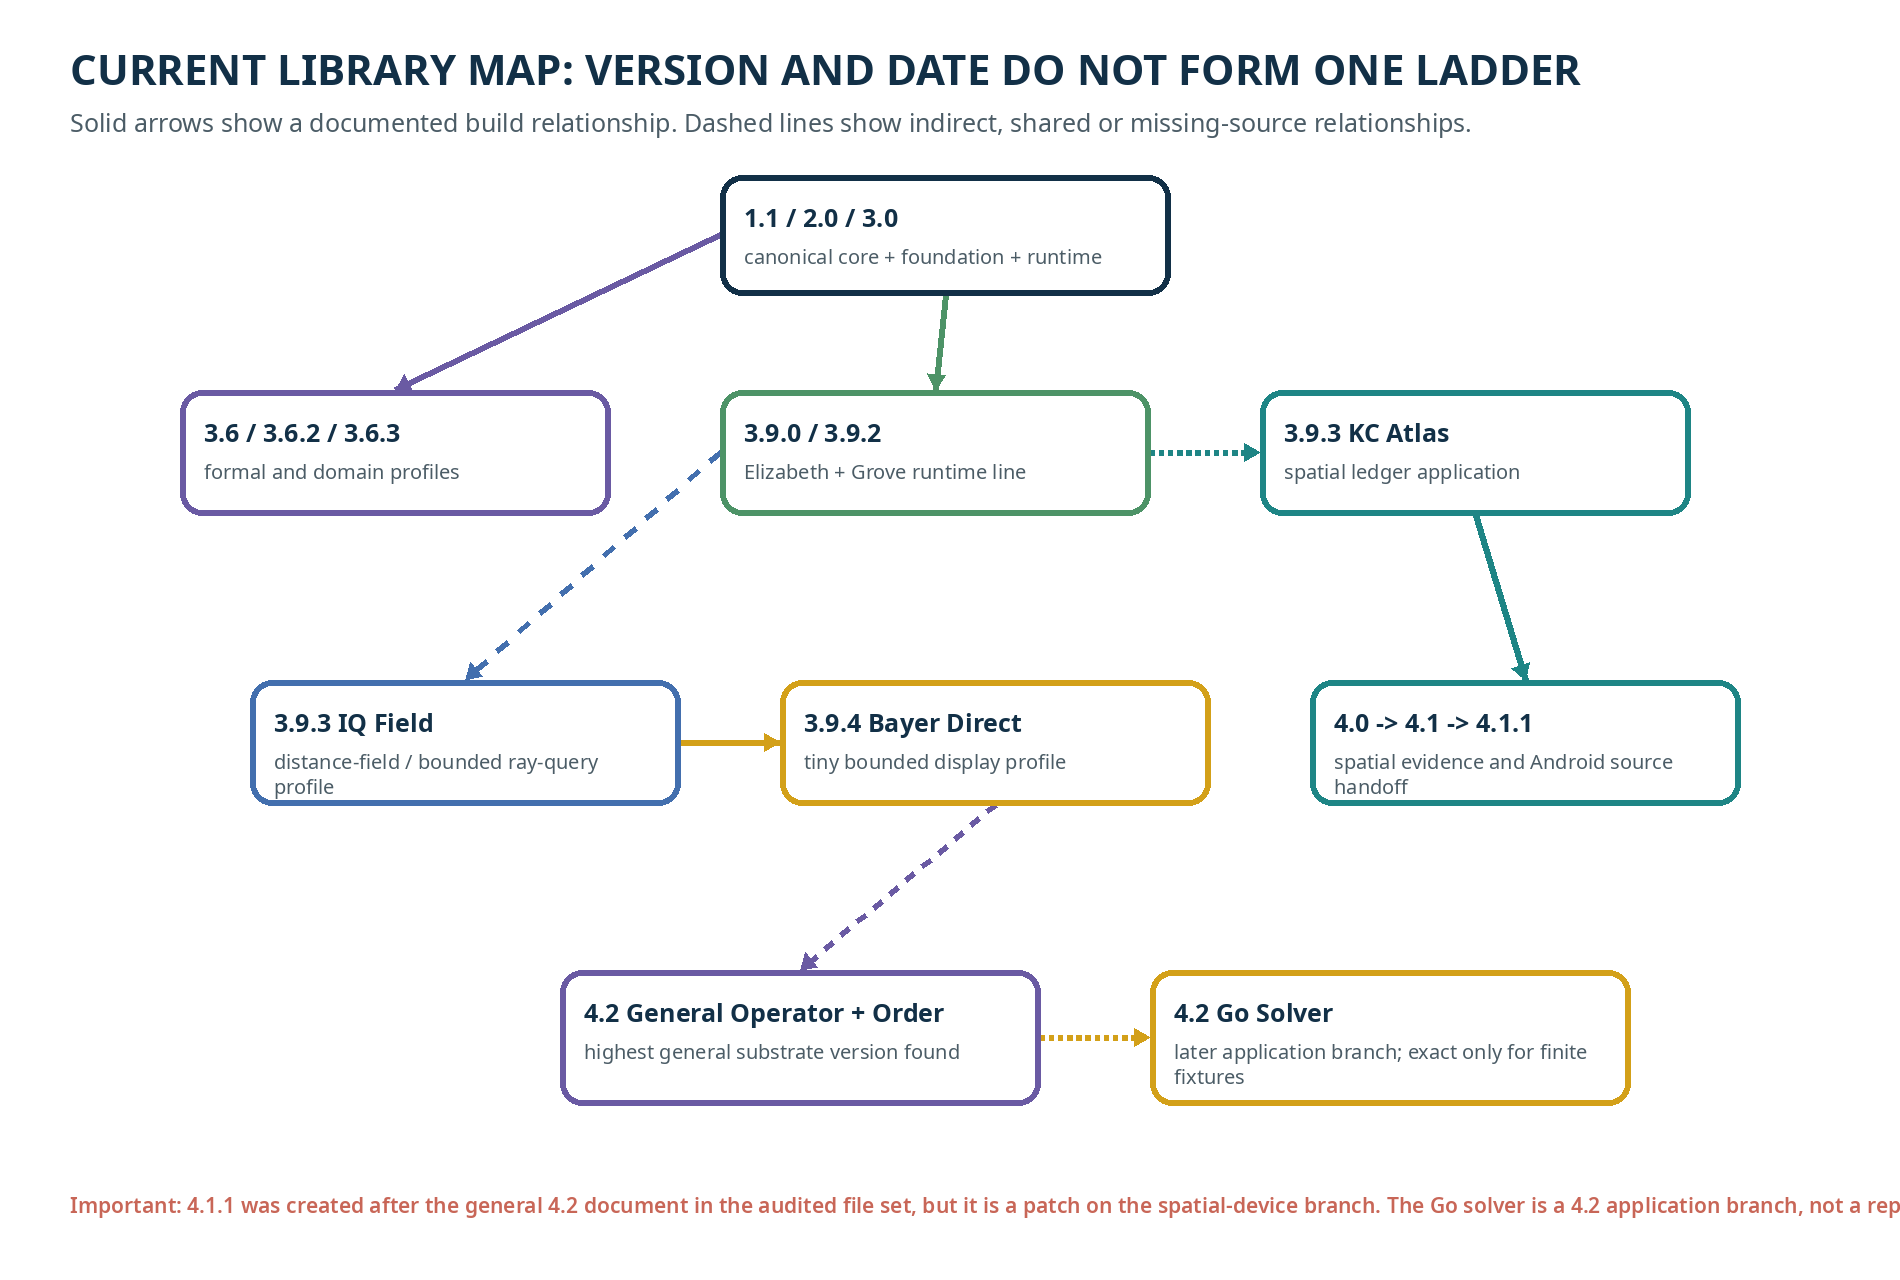 CURRENT LIBRARY MAP: VERSION AND DATE DO NOT FORM ONE LADDER
Solid arrows show a documented build relationship. Dashed lines show indirect, shared or missing-source relationships.
1.1 / 2.0 / 3.0
canonical core + foundation + runtime
3.6 / 3.6.2 / 3.6.3
formal and domain profiles
3.9.0 / 3.9.2
Elizabeth + Grove runtime line
3.9.3 KC Atlas
spatial ledger application
3.9.3 IQ Field
distance-field / bounded ray-query
profile
3.9.4 Bayer Direct
tiny bounded display profile
4.0 -> 4.1 -> 4.1.1
spatial evidence and Android source
handoff
4.2 General Operator + Order
highest general substrate version found
4.2 Go Solver
later application branch; exact only for finite
fixtures
Important: 4.1.1 was created after the general 4.2 document in the audited file set, but it is a patch on the spatial-device branch. The Go solver is a 4.2 application branch, not a rep